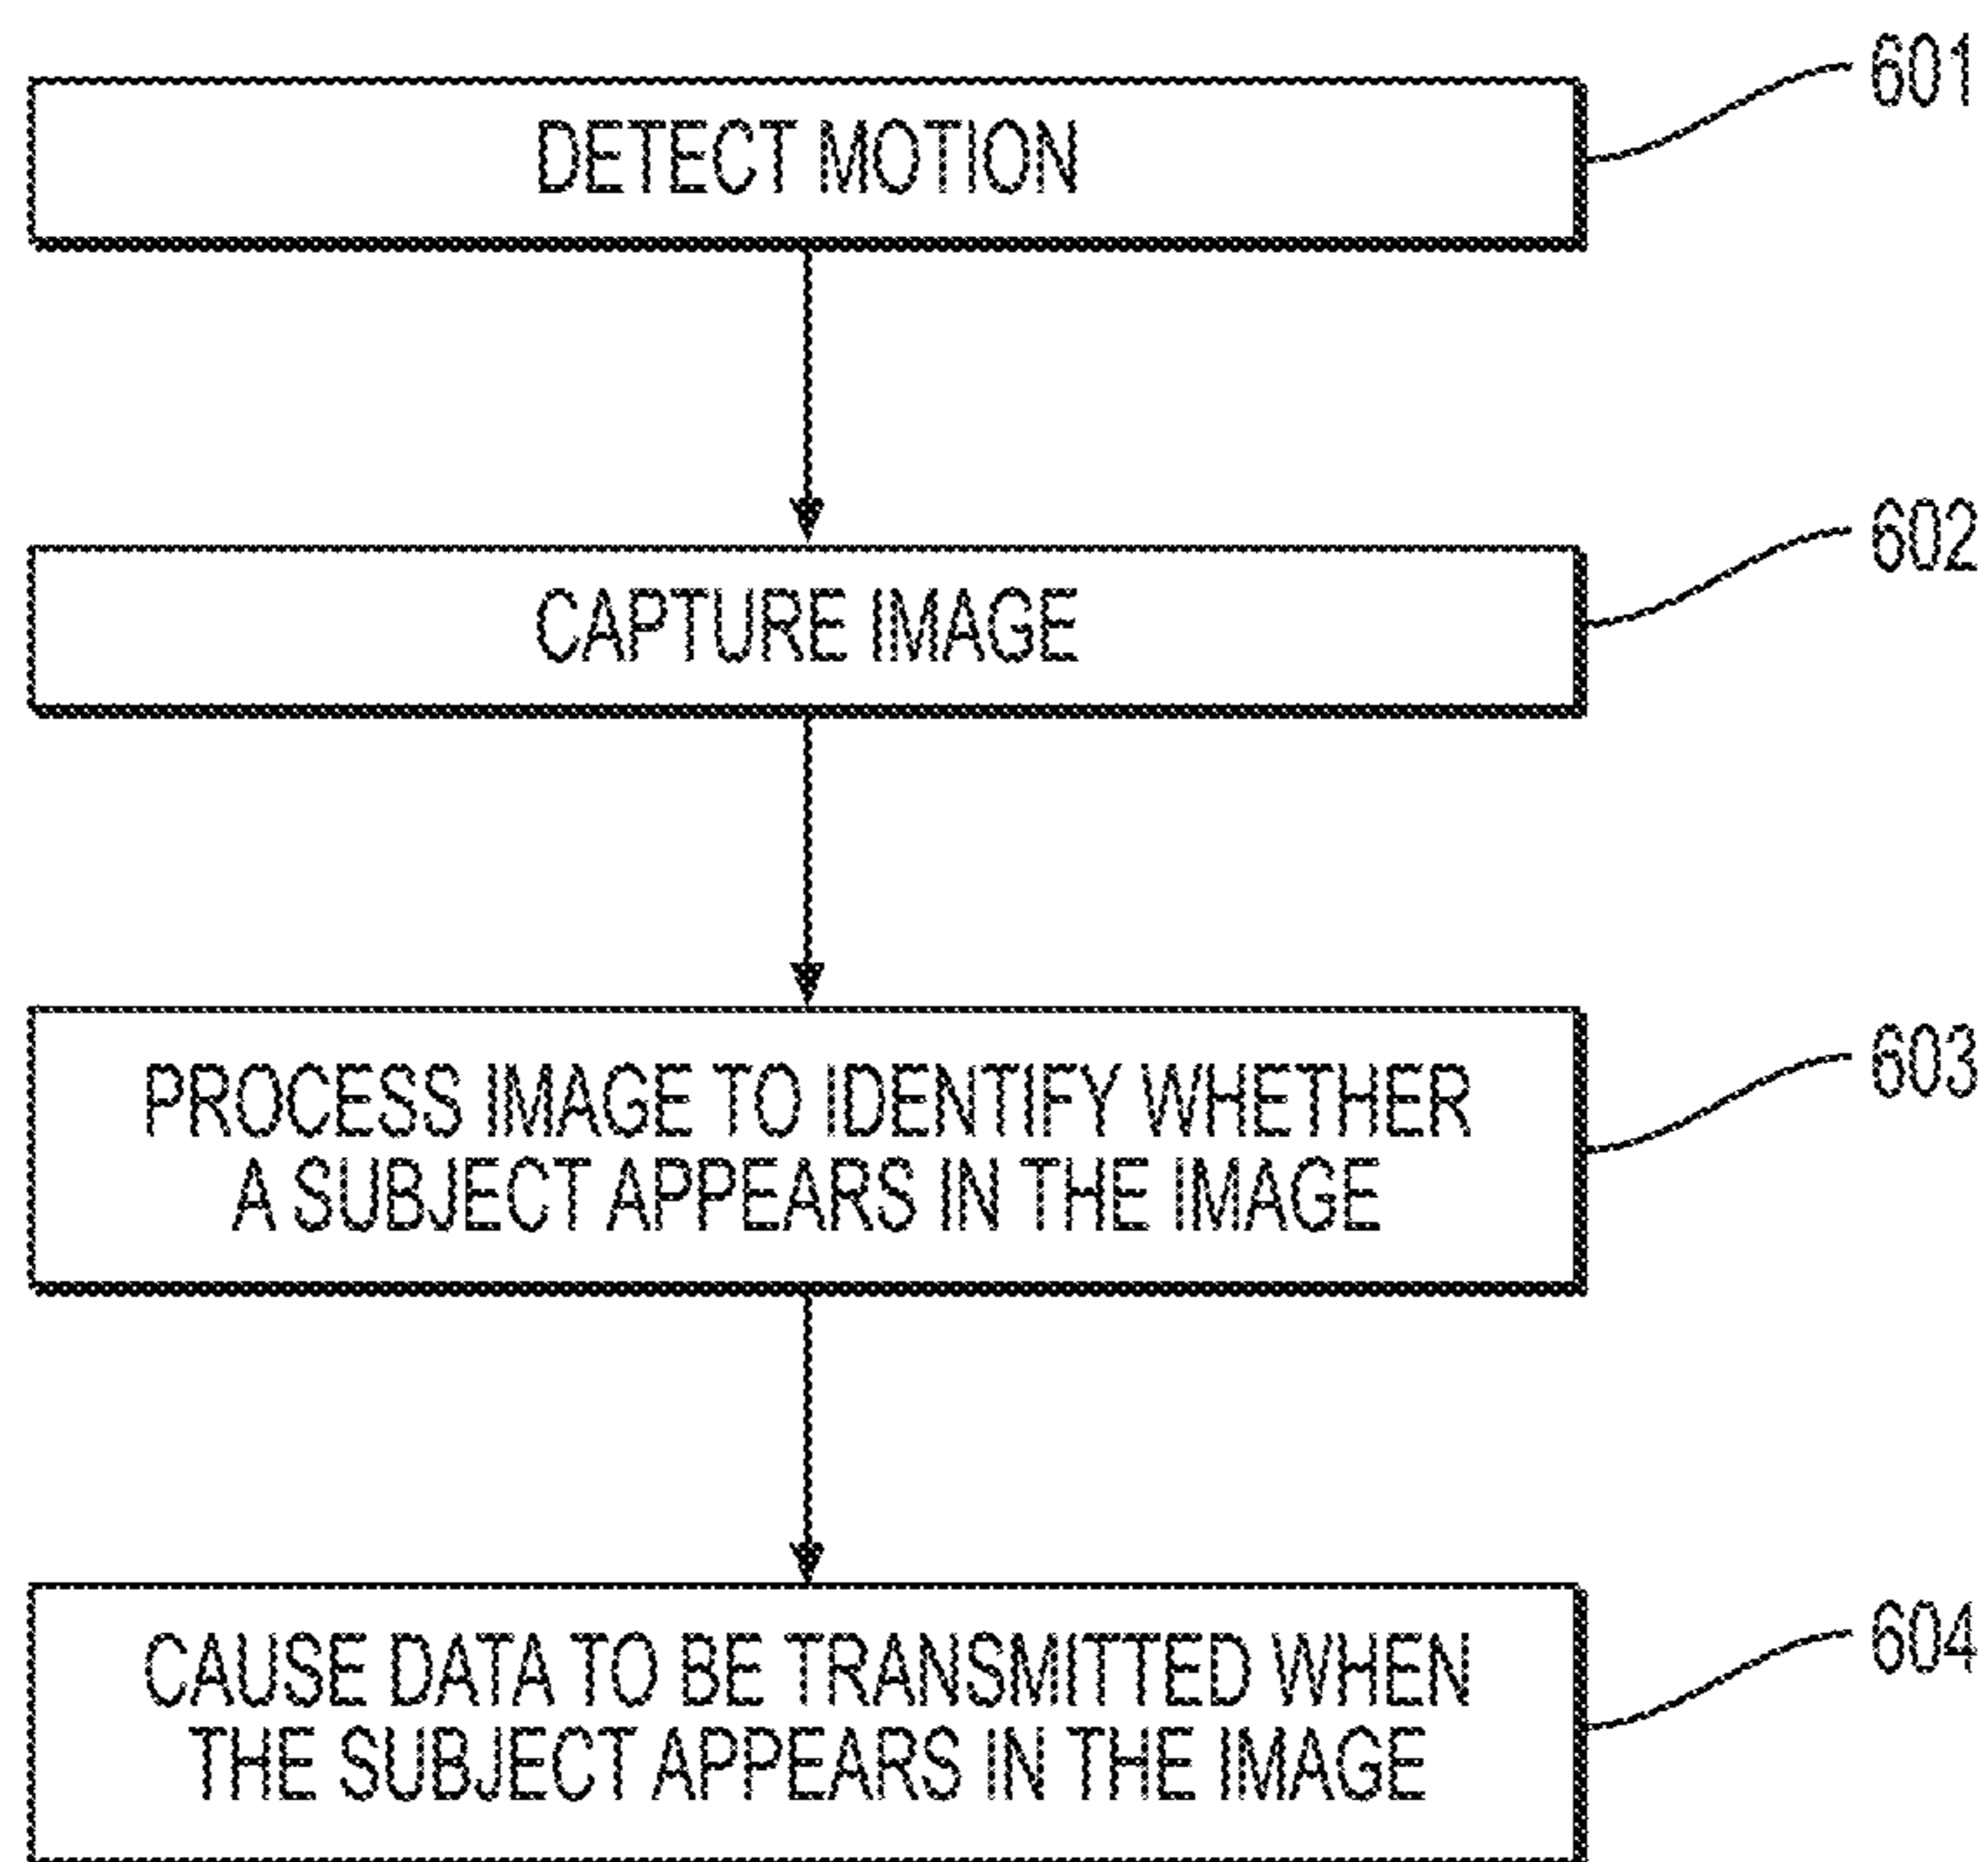 DETECT MOTION
601
CAPTURE IMAGE
602
PROCESS IMAGE TO IDENTIFY WHETHER
A SUBJECT APPEARS IN THE IMAGE
603
CAUSE DATA TO BE TRANSMITTED WHEN
THE SUBJECT APPEARS IN THE IMAGE
604